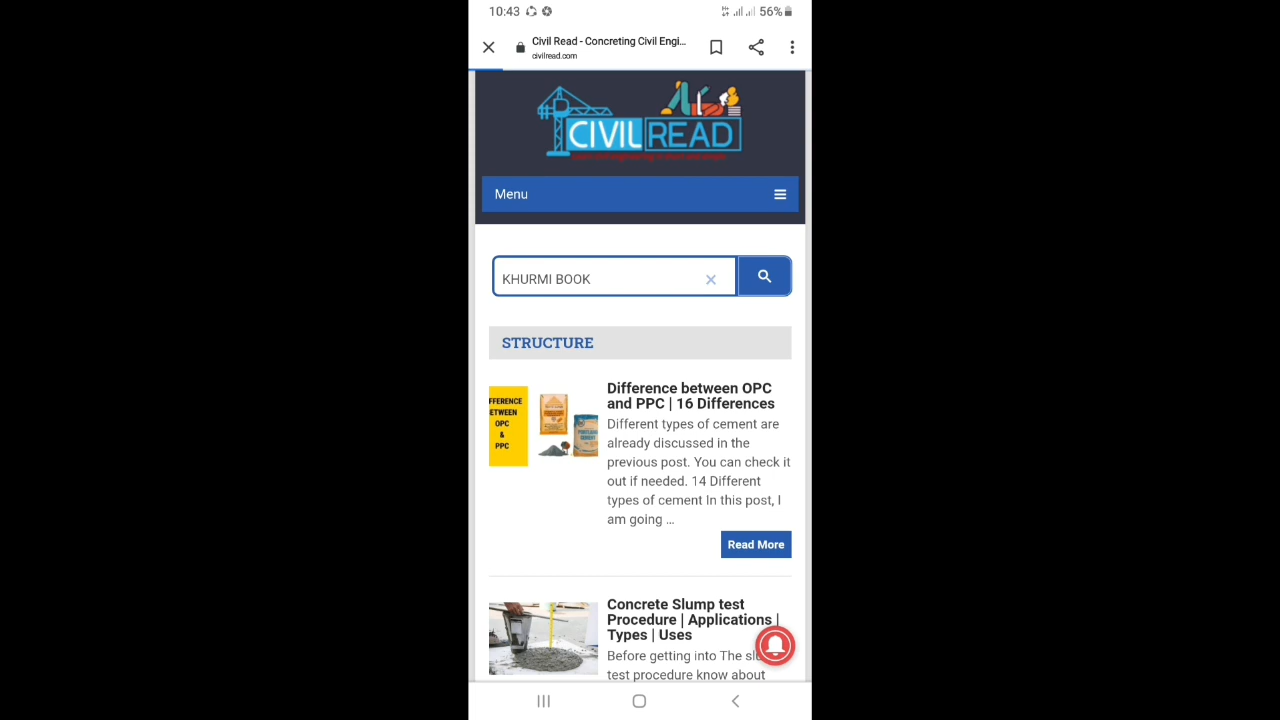 10:43 56%
Civil Read - Concreting Civil Engi...
civilread.com
CIVIL READ
Menu
KHURMI BOOK
STRUCTURE
Difference between OPC
and PPC | 16 Differences
FFERENCE
ETWEEN
OPC
&
PPC
Different types of cement are
already discussed in the
previous post. You can check it
out if needed. 14 Different
types of cement In this post, I
am going ...
Read More
Concrete Slump test
Procedure | Applications |
Types | Uses
Before getting into The
test procedure know about